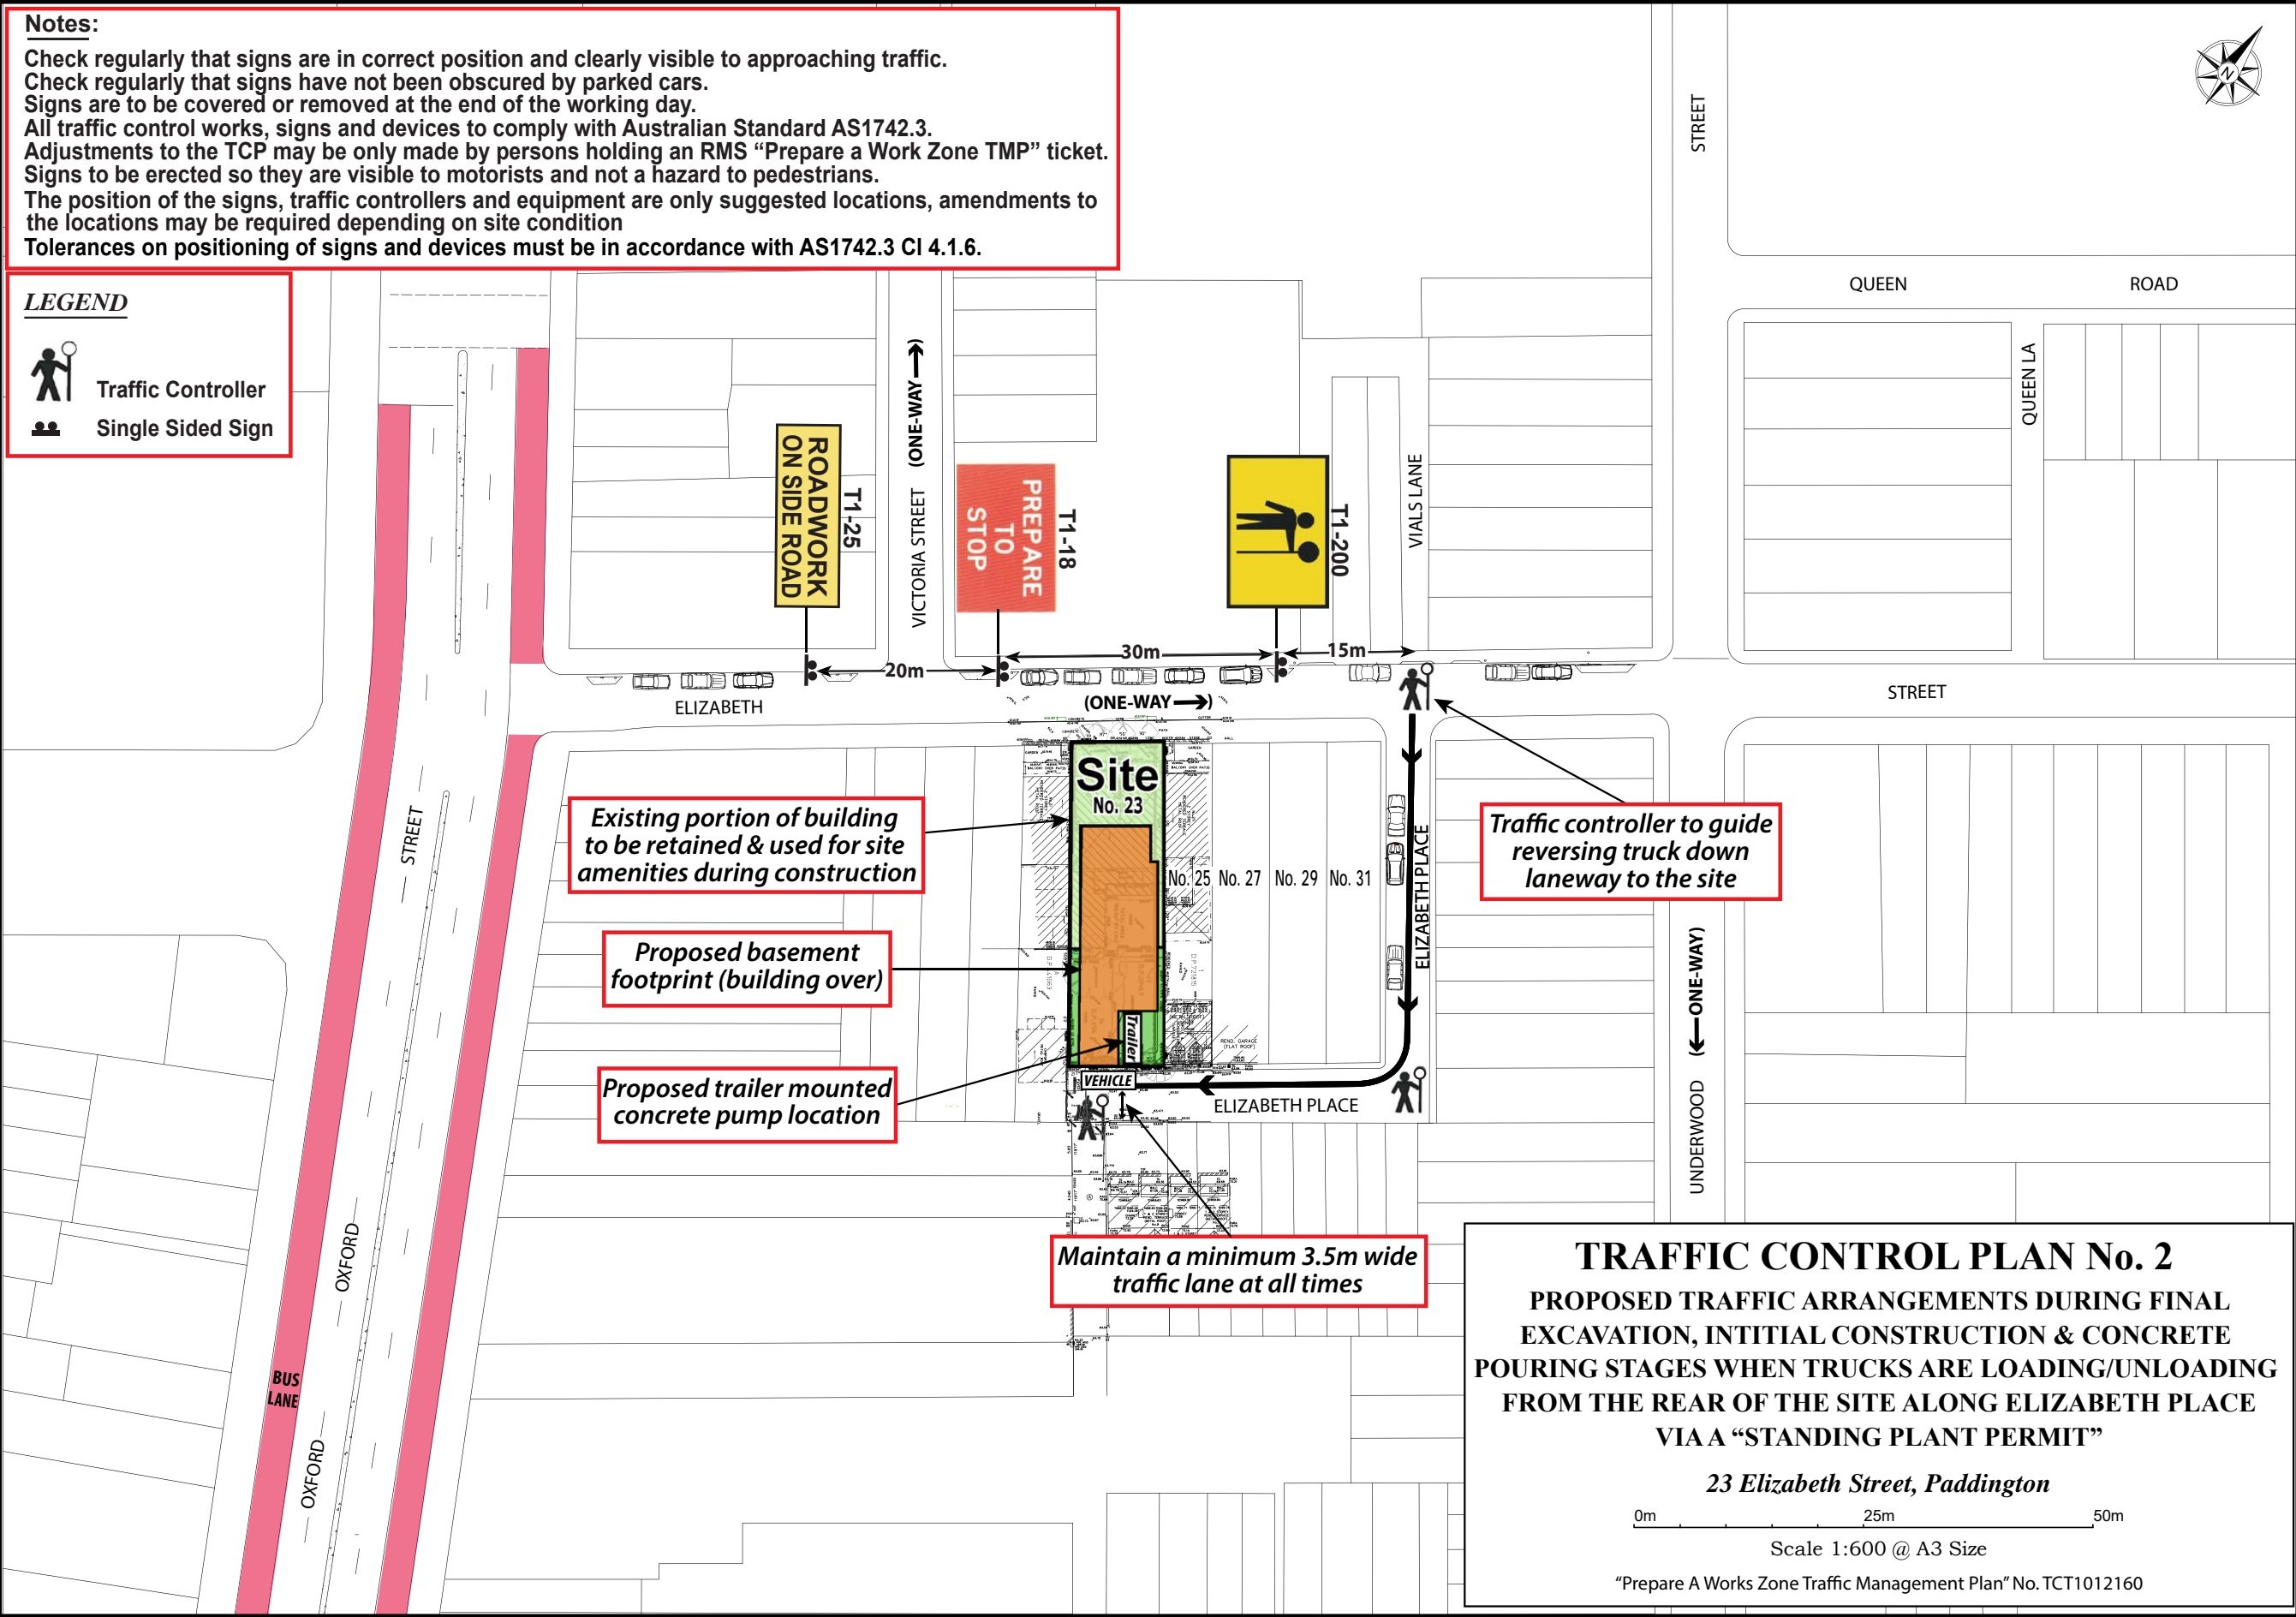 Notes:
Check regularly that signs are in correct position and clearly visible to approaching traffic.
Check regularly that signs have not been obscured by parked cars.
Signs are to be covered or removed at the end of the working day.
All traffic control works, signs and devices to comply with Australian Standard AS1742.3.
Adjustments to the TCP may be only made by persons holding an RMS “Prepare a Work Zone TMP” ticket.
Signs to be erected so they are visible to motorists and not a hazard to pedestrians.
The position of the signs, traffic controllers and equipment are only suggested locations, amendments to
the locations may be required depending on site condition
Tolerances on positioning of signs and devices must be in accordance with AS1742.3 Cl 4.1.6.
LEGEND
Traffic Controller
Single Sided Sign
N
STREET
QUEEN
ROAD
QUEEN LA
VICTORIA STREET
(ONE-WAY
)
VIALS LANE
ROADWORK
ON SIDE ROAD
T1-25
PREPARE
TO
STOP
T1-18
T1-200
20m
30m
15m
ELIZABETH
(ONE-WAY
)
STREET
Site
No. 23
No. 25
No. 27
No. 29
No. 31
ELIZABETH PLACE
Existing portion of building
to be retained & used for site
amenities during construction
Traffic controller to guide
reversing truck down
laneway to the site
Proposed basement
footprint (building over)
Trailer
REND. GARAGE
(FLAT ROOF)
Proposed trailer mounted
concrete pump location
VEHICLE
ELIZABETH PLACE
UNDERWOOD
(
ONE-WAY)
Maintain a minimum 3.5m wide
traffic lane at all times
STREET
OXFORD
OXFORD
BUS
LANE
TRAFFIC CONTROL PLAN No. 2
PROPOSED TRAFFIC ARRANGEMENTS DURING FINAL
EXCAVATION, INTITIAL CONSTRUCTION & CONCRETE
POURING STAGES WHEN TRUCKS ARE LOADING/UNLOADING
FROM THE REAR OF THE SITE ALONG ELIZABETH PLACE
VIA A “STANDING PLANT PERMIT”
23 Elizabeth Street, Paddington
0m 25m 50m
Scale 1:600 @ A3 Size
“Prepare A Works Zone Traffic Management Plan” No. TCT1012160